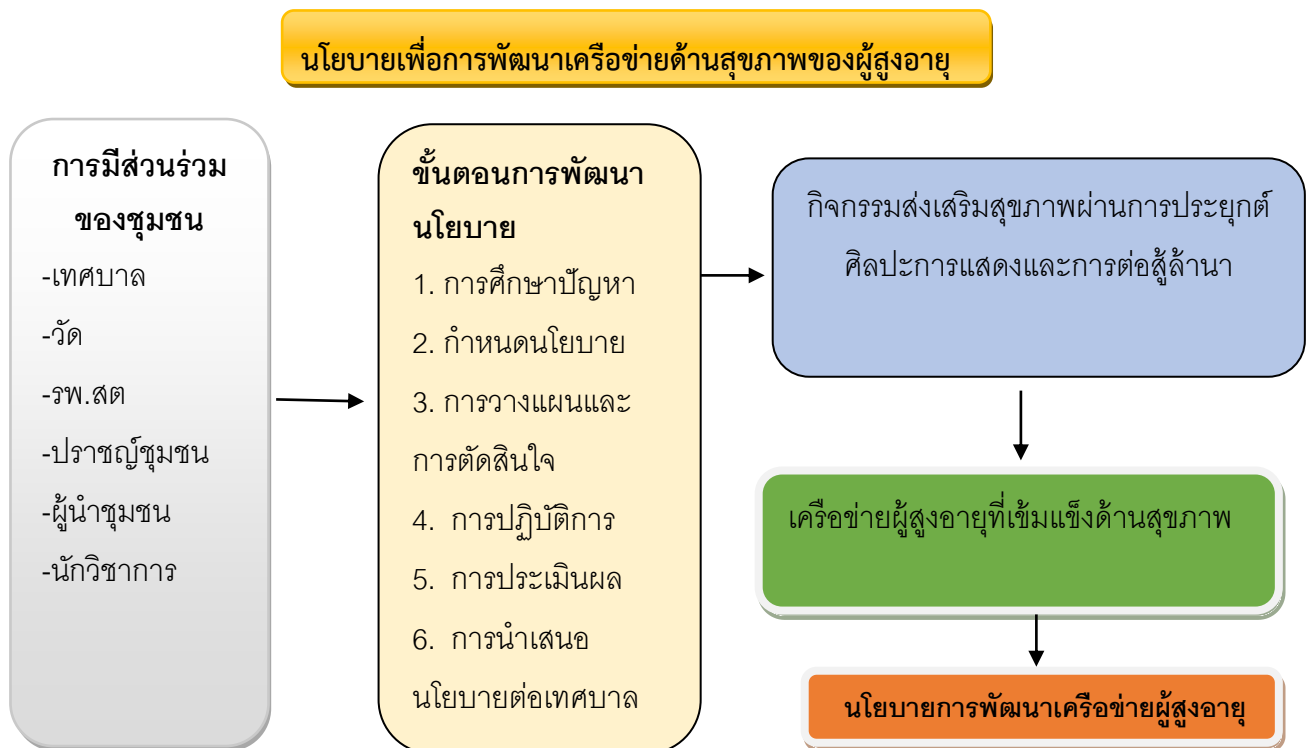 นโยบายเพื่อการพัฒนาเครือข่ายด้านสุขภาพของผู้สูงอายุ
การมีส่วนร่วม
ของชุมชน
-เทศบาล
-วัด
-รพ.สต
-ปราชญ์ชุมชน
-ผู้นำชุมชน
-นักวิชาการ
ขั้นตอนการพัฒนา
นโยบาย
1. การศึกษาปัญหา
2. กำหนดนโยบาย
3. การวางแผนและ
การตัดสินใจ
4. การปฏิบัติการ
5. การประเมินผล
6. การนำเสนอ
นโยบายต่อเทศบาล
กิจกรรมส่งเสริมสุขภาพผ่านการประยุกต์
ศิลปะการแสดงและการต่อสู้ล้านา
เครือข่ายผู้สูงอายุที่เข้มแข็งด้านสุขภาพ
นโยบายการพัฒนาเครือข่ายผู้สูงอายุ